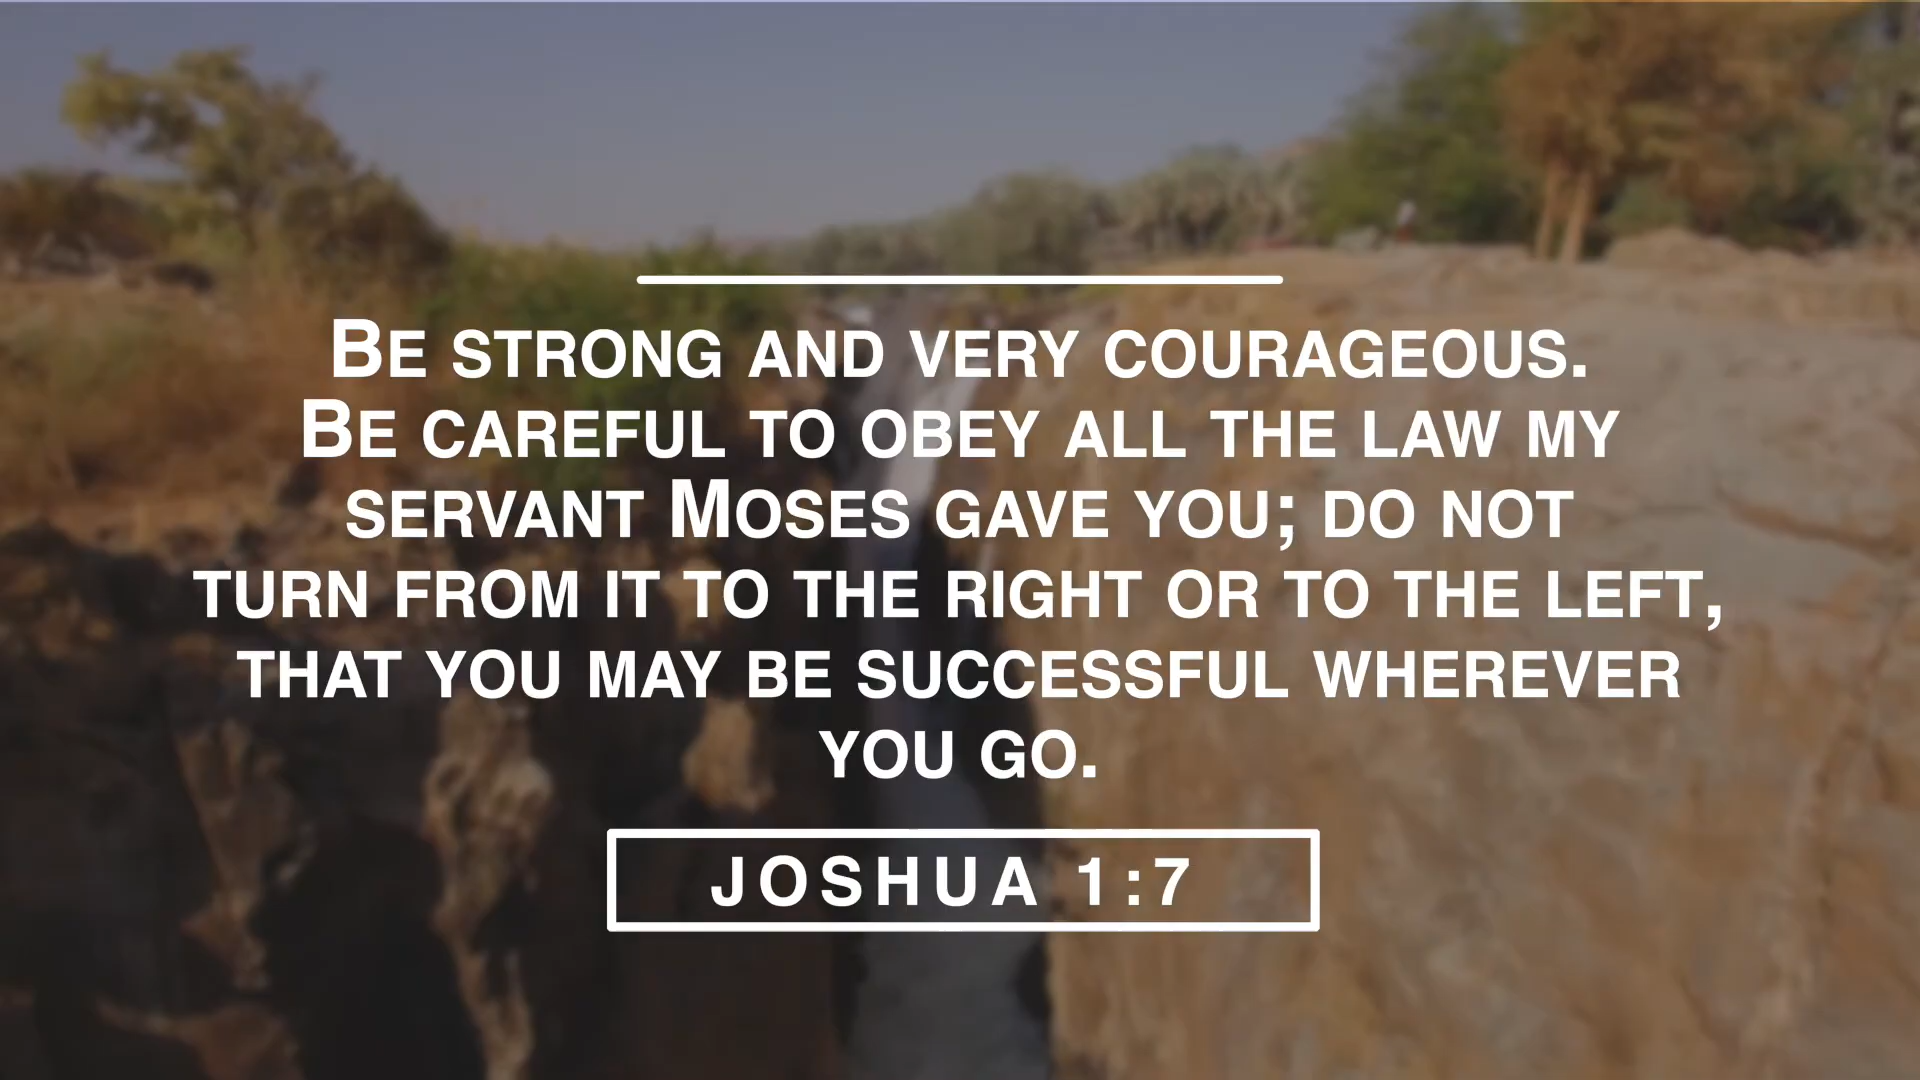 Be strong and very courageous.
Be careful to obey all the law my
servant Moses gave you; do not
turn from it to the right or to the left,
that you may be successful wherever
you go.
JOSHUA 1:7